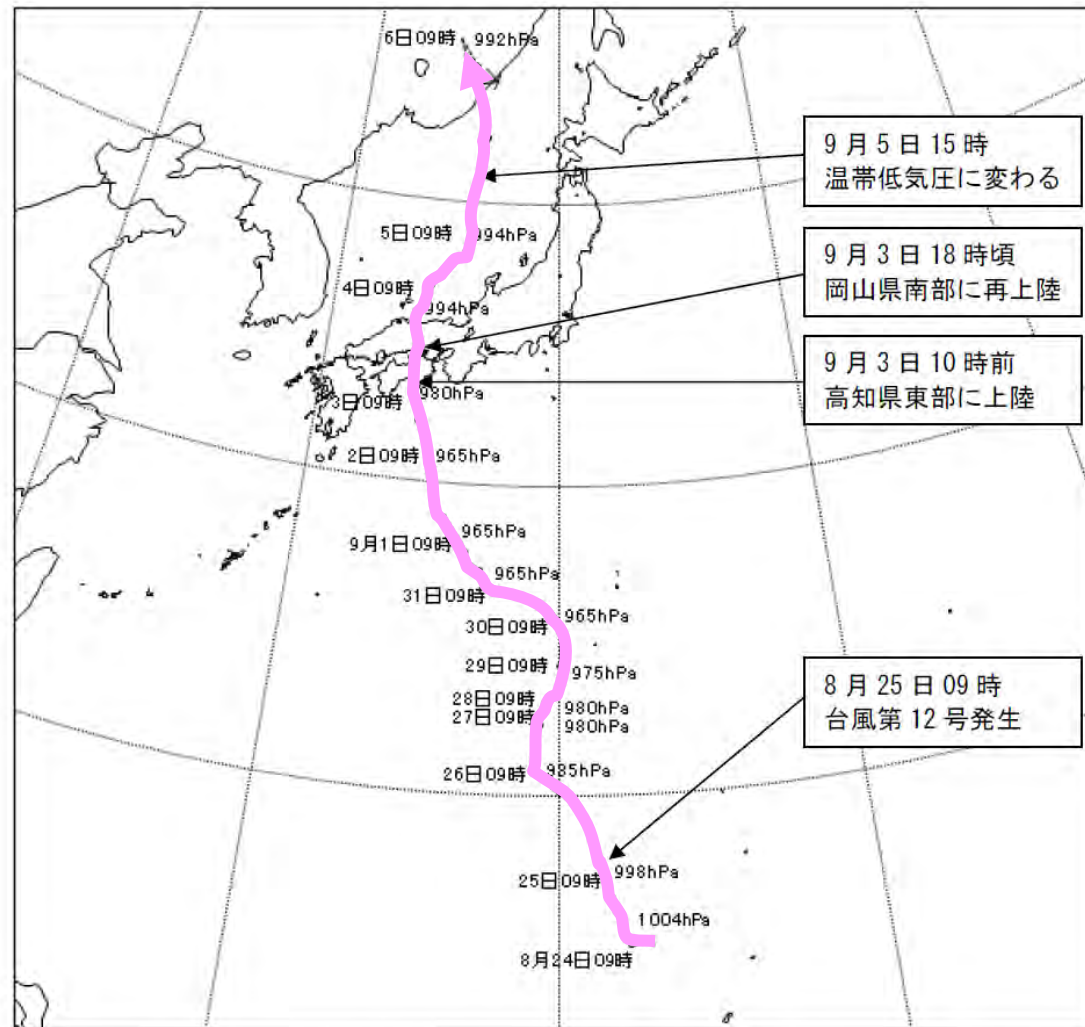 6日09時
992hPa
9月5日15時
温帯低気圧に変わる
5日09時
994hPa
9月3日18時頃
岡山県南部に再上陸
4日09時
994hPa
9月3日10時前
高知県東部に上陸
3日09時
980hPa
2日09時
965hPa
9月1日09時
965hPa
31日09時
965hPa
30日09時
965hPa
29日09時
975hPa
28日09時
980hPa
27日09時
980hPa
8月25日09時
台風第12号発生
26日09時
985hPa
25日09時
998hPa
1004hPa
8月24日09時